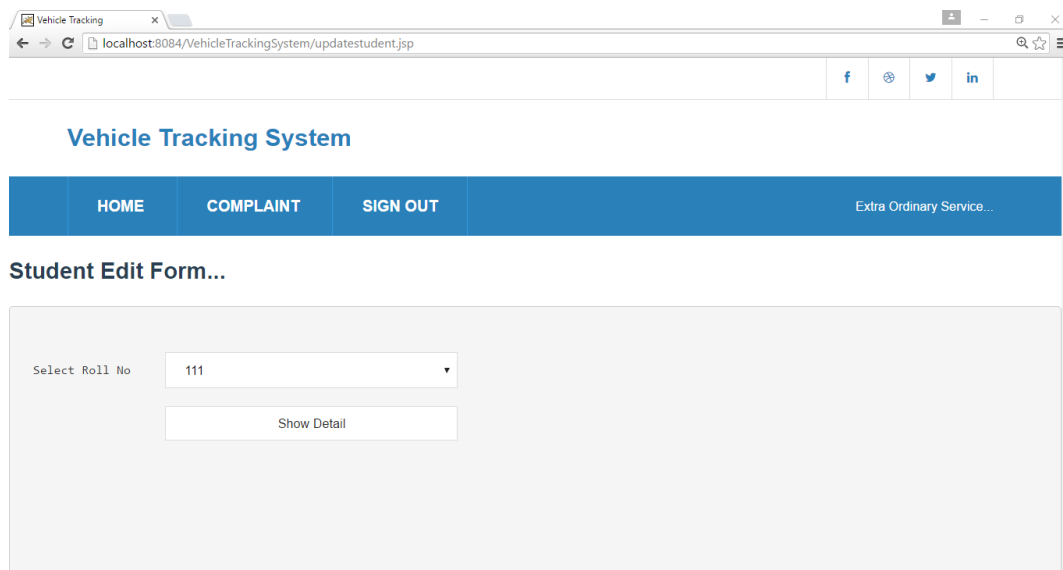 Vehicle Tracking
localhost:8084/VehicleTrackingSystem/updatestudent.jsp
Vehicle Tracking System
HOME COMPLAINT SIGN OUT Extra Ordinary Service...
Student Edit Form...
Select Roll No 111
Show Detail